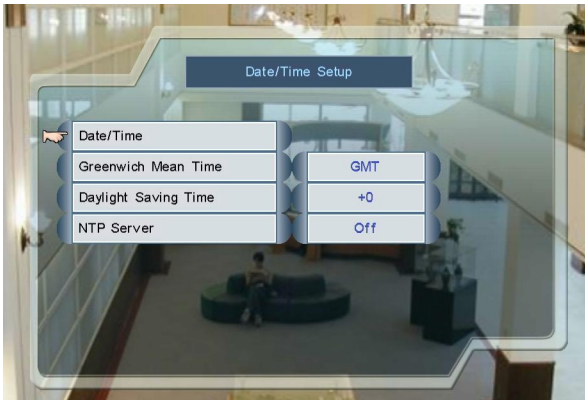 Date/Time Setup
Date/Time
Greenwich Mean Time GMT
Daylight Saving Time +0
NTP Server Off